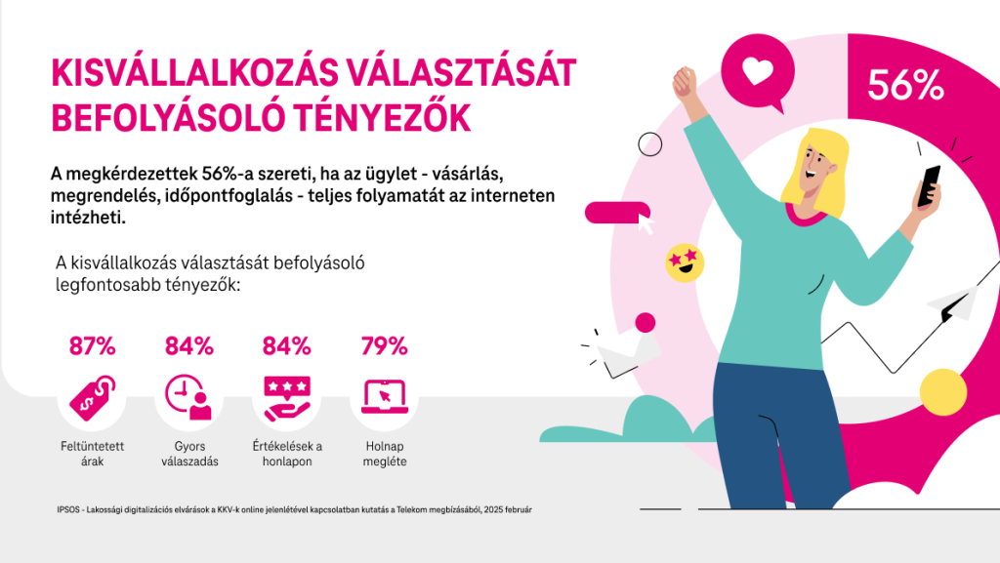 KISVÁLLALKOZÁS VÁLASZTÁSÁT
BEFOLYÁSOLÓ TÉNYEZŐK
56%
A megkérdezettek 56%-a szereti, ha az ügylet - vásárlás,
megrendelés, időpontfoglalás - teljes folyamatát az interneten
intézheti.
A kisvállalkozás választását befolyásoló
legfontosabb tényezők:
87%
84%
84%
79%
Feltüntetett
árak
Gyors
válaszadás
Értékelések a
honlapon
Holnap
megléte
IPSOS - Lakossági digitalizációs elvárások a KKV-k online jelenlétével kapcsolatban kutatás a Telekom megbízásából, 2025 február